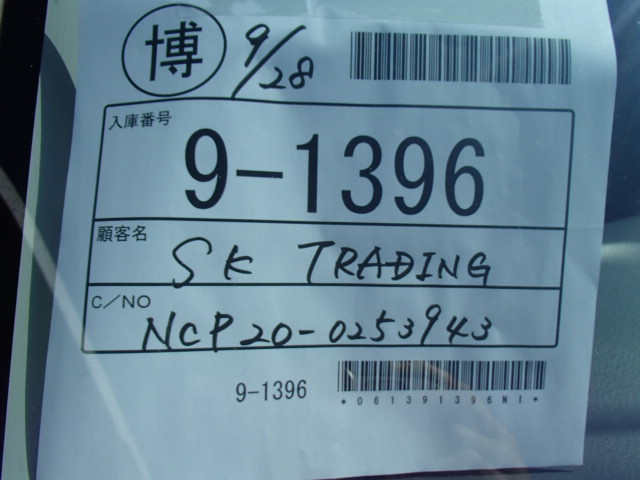 博 9/28
入庫番号
9-1396
顧客名
SK TRADING
C/NO
NCP20-0253943
9-1396
*061391396NI*